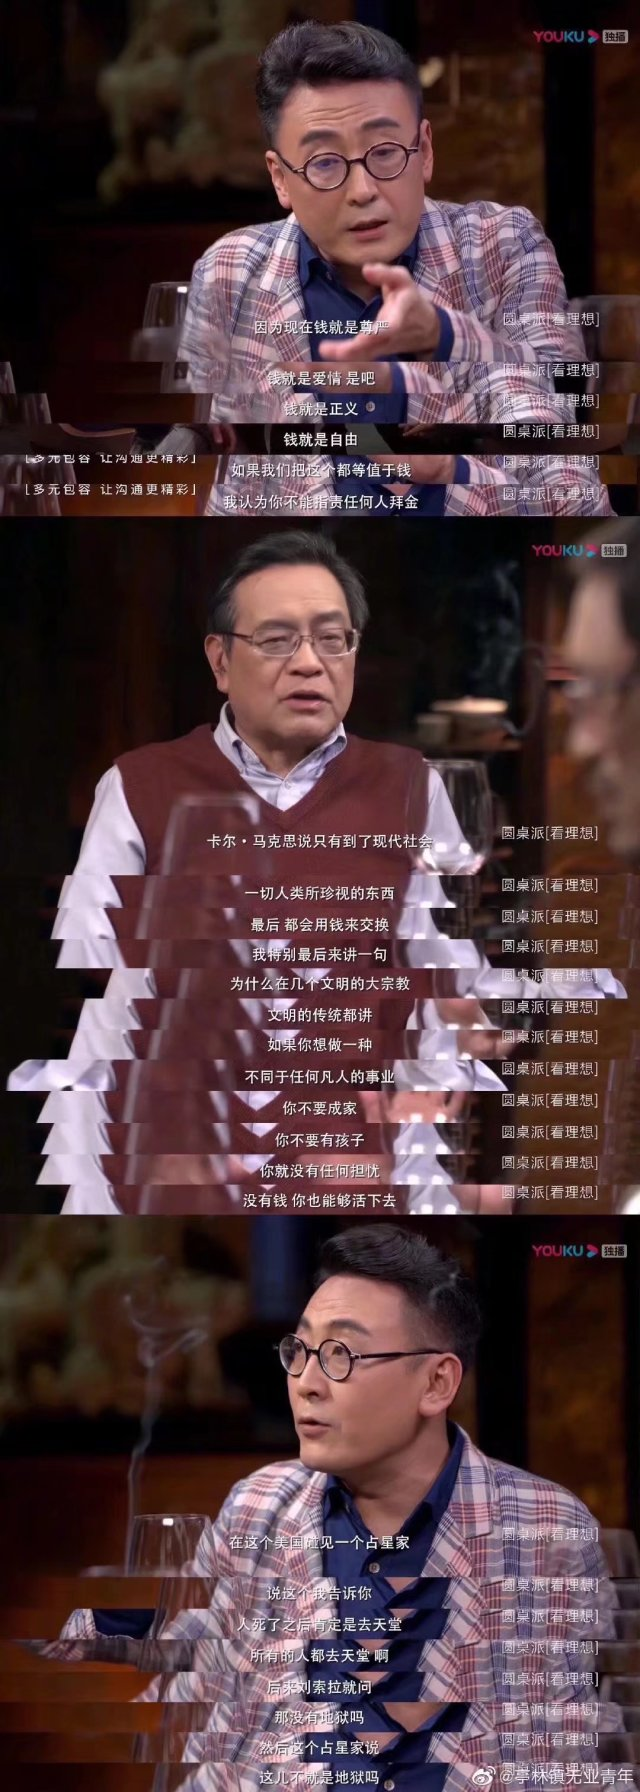 YOUKU 独播
因为现在钱就是尊严
圆桌派[看理想]
钱就是爱情 是吧
圆桌派[看理想]
钱就是正义
圆桌派[看理想]
钱就是自由
圆桌派[看理想]
[多元包容 让沟通更精彩]
如果我们把这个都等值于钱
圆桌派[看理想]
[多元包容 让沟通更精彩]
我认为你不能指责任何人拜金
圆桌派[看理想]
YOUKU 独播
卡尔·马克思说只有到了现代社会
圆桌派[看理想]
一切人类所珍视的东西
圆桌派[看理想]
最后 都会用钱来交换
圆桌派[看理想]
我特别最后来讲一句
圆桌派[看理想]
为什么在几个文明的大宗教
圆桌派[看理想]
文明的传统都讲
圆桌派[看理想]
如果你想做一种
圆桌派[看理想]
不同于任何凡人的事业
圆桌派[看理想]
你不要成家
圆桌派[看理想]
你不要有孩子
圆桌派[看理想]
你就没有任何担忧
圆桌派[看理想]
没有钱 你也能够活下去
圆桌派[看理想]
YOUKU 独播
在这个美国碰见一个占星家
圆桌派[看理想]
说这个我告诉你
圆桌派[看理想]
人死了之后肯定是去天堂
圆桌派[看理想]
所有的人都去天堂 啊
圆桌派[看理想]
后来刘索拉就问
圆桌派[看理想]
那没有地狱吗
圆桌派[看理想]
然后这个占星家说
圆桌派[看理想]
这儿不就是地狱吗
@亭林镇无业青年